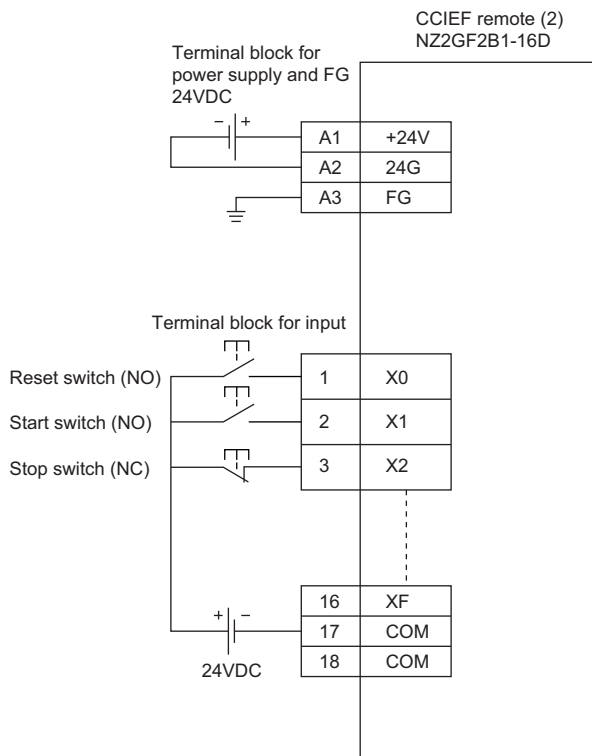 CCIEF remote (2)
NZ2GF2B1-16D
Terminal block for
power supply and FG
24VDC
− +
A1 +24V
A2 24G
A3 FG
Terminal block for input
Reset switch (NO) 1 X0
Start switch (NO) 2 X1
Stop switch (NC) 3 X2
16 XF
+ −
17 COM
18 COM
24VDC